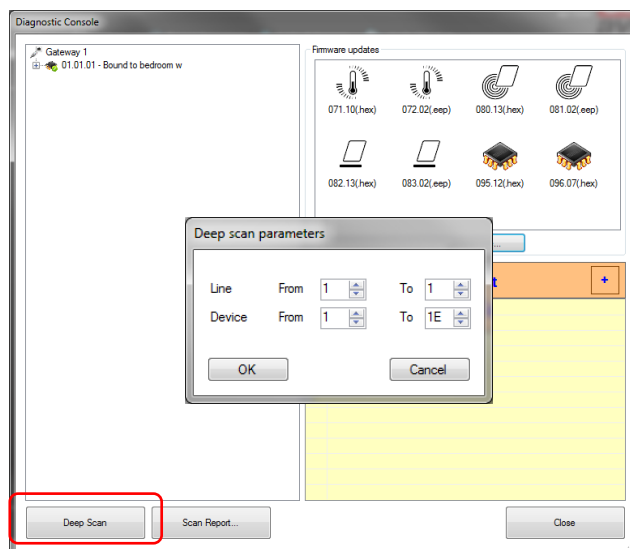 Diagnostic Console
Gateway 1
01.01.01 - Bound to bedroom w
Firmware updates
071.10(.hex)
072.02(.eep)
080.13(.hex)
081.02(.eep)
082.13(.hex)
083.02(.eep)
095.12(.hex)
096.07(.hex)
...
t
+
Deep scan parameters
Line From 1 To 1
Device From 1 To 1E
OK Cancel
Deep Scan Scan Report... Close